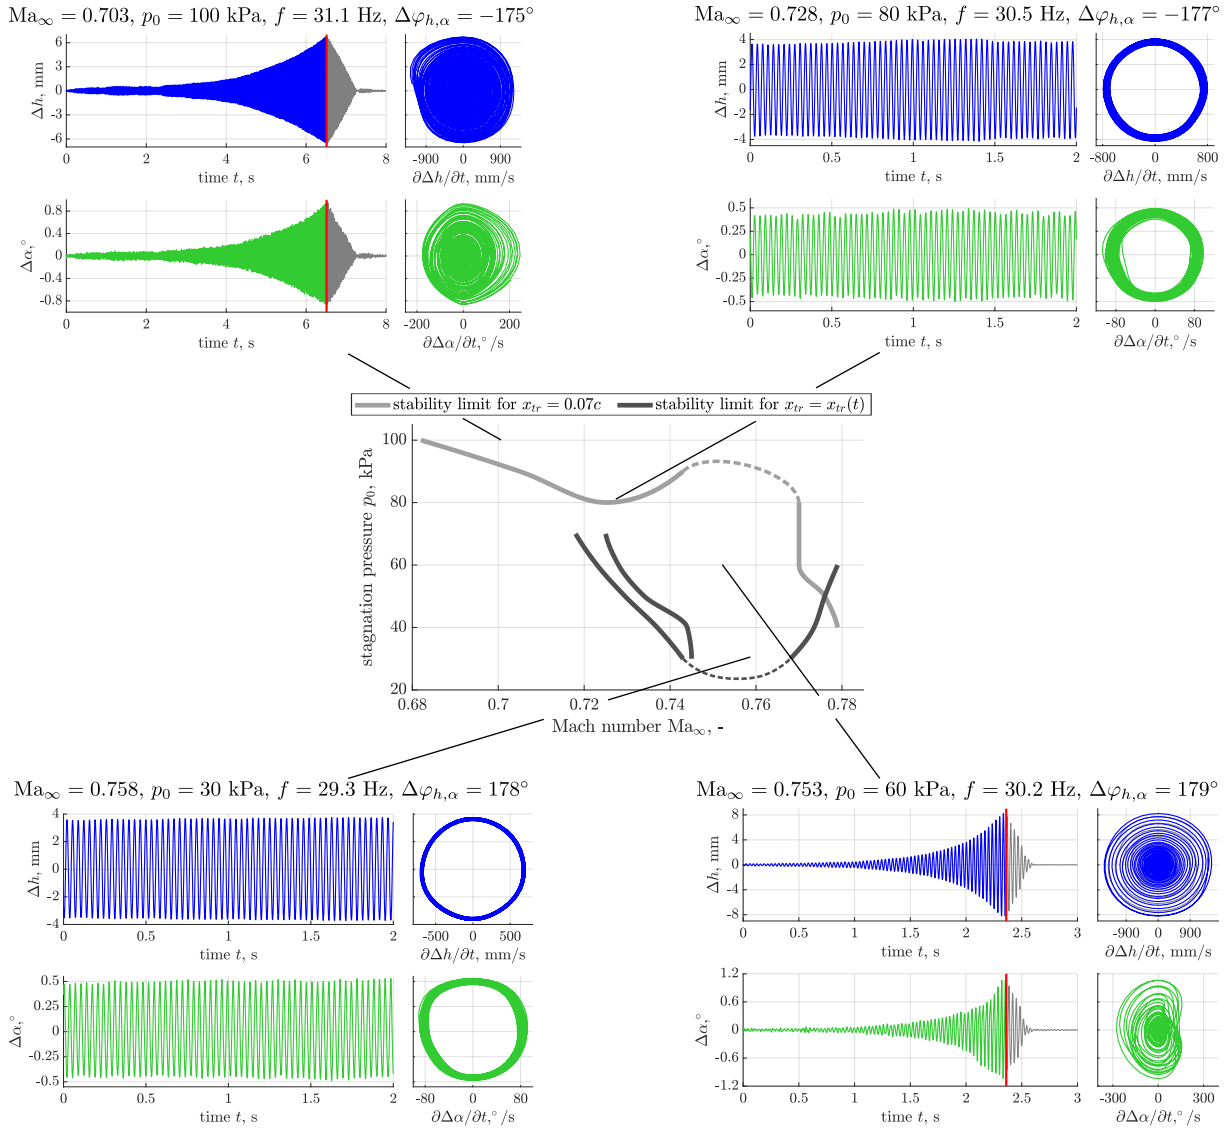 Ma∞ = 0.703, p₀ = 100 kPa, f = 31.1 Hz, Δφₕ,α = −175°
Δh, mm
6
3
0
-3
-6
0 2 4 6 8
time t, s
-900 0 900
∂Δh/∂t, mm/s
Δα,°
0.8
0.4
0
-0.4
-0.8
0 2 4 6 8
time t, s
-200 0 200
∂Δα/∂t,°/s
Ma∞ = 0.728, p₀ = 80 kPa, f = 30.5 Hz, Δφₕ,α = −177°
Δh, mm
4
2
0
-2
-4
0 0.5 1 1.5 2
time t, s
-800 0 800
∂Δh/∂t, mm/s
Δα,°
0.5
0.25
0
-0.25
-0.5
0 0.5 1 1.5 2
time t, s
-80 0 80
∂Δα/∂t,°/s
stability limit for xₜᵣ = 0.07c stability limit for xₜᵣ = xₜᵣ(t)
stagnation pressure p₀, kPa
100
80
60
40
20
0.68 0.7 0.72 0.74 0.76 0.78
Mach number Ma∞, -
Ma∞ = 0.758, p₀ = 30 kPa, f = 29.3 Hz, Δφₕ,α = 178°
Δh, mm
4
2
0
-2
-4
0 0.5 1 1.5 2
time t, s
-500 0 500
∂Δh/∂t, mm/s
Δα,°
0.5
0.25
0
-0.25
-0.5
0 0.5 1 1.5 2
time t, s
-80 0 80
∂Δα/∂t,°/s
Ma∞ = 0.753, p₀ = 60 kPa, f = 30.2 Hz, Δφₕ,α = 179°
Δh, mm
8
4
0
-4
-8
0 0.5 1 1.5 2 2.5 3
time t, s
-900 0 900
∂Δh/∂t, mm/s
Δα,°
1.2
0.6
0
-0.6
-1.2
0 0.5 1 1.5 2 2.5 3
time t, s
-300 0 300
∂Δα/∂t,°/s